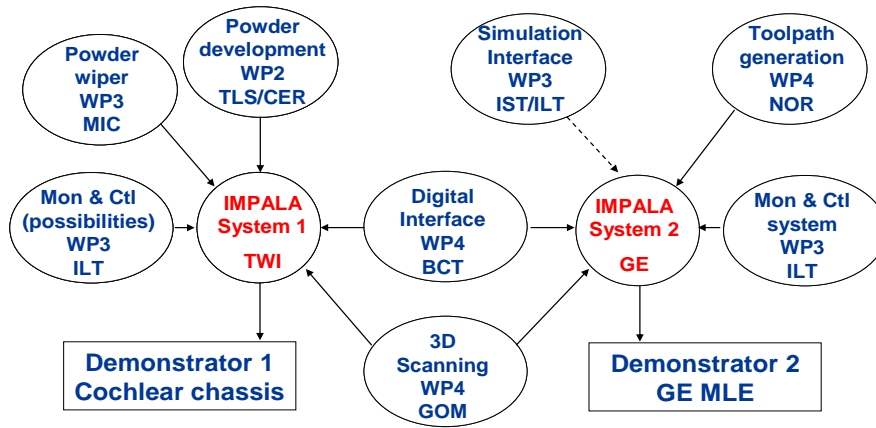 Powder
wiper
WP3
MIC
Powder
development
WP2
TLS/CER
Simulation
Interface
WP3
IST/ILT
Toolpath
generation
WP4
NOR
Mon & Ctl
(possibilities)
WP3
ILT
IMPALA
System 1
TWI
Digital
Interface
WP4
BCT
IMPALA
System 2
GE
Mon & Ctl
system
WP3
ILT
Demonstrator 1
Cochlear chassis
3D
Scanning
WP4
GOM
Demonstrator 2
GE MLE